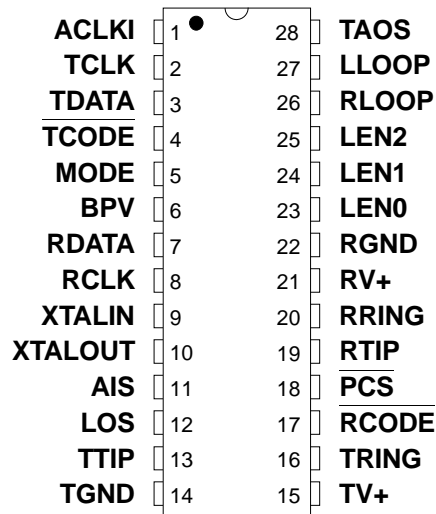 ACLKI 1 28 TAOS
TCLK 2 27 LLOOP
TDATA 3 26 RLOOP
TCODE 4 25 LEN2
MODE 5 24 LEN1
BPV 6 23 LEN0
RDATA 7 22 RGND
RCLK 8 21 RV+
XTALIN 9 20 RRING
XTALOUT 10 19 RTIP
AIS 11 18 PCS
LOS 12 17 RCODE
TTIP 13 16 TRING
TGND 14 15 TV+